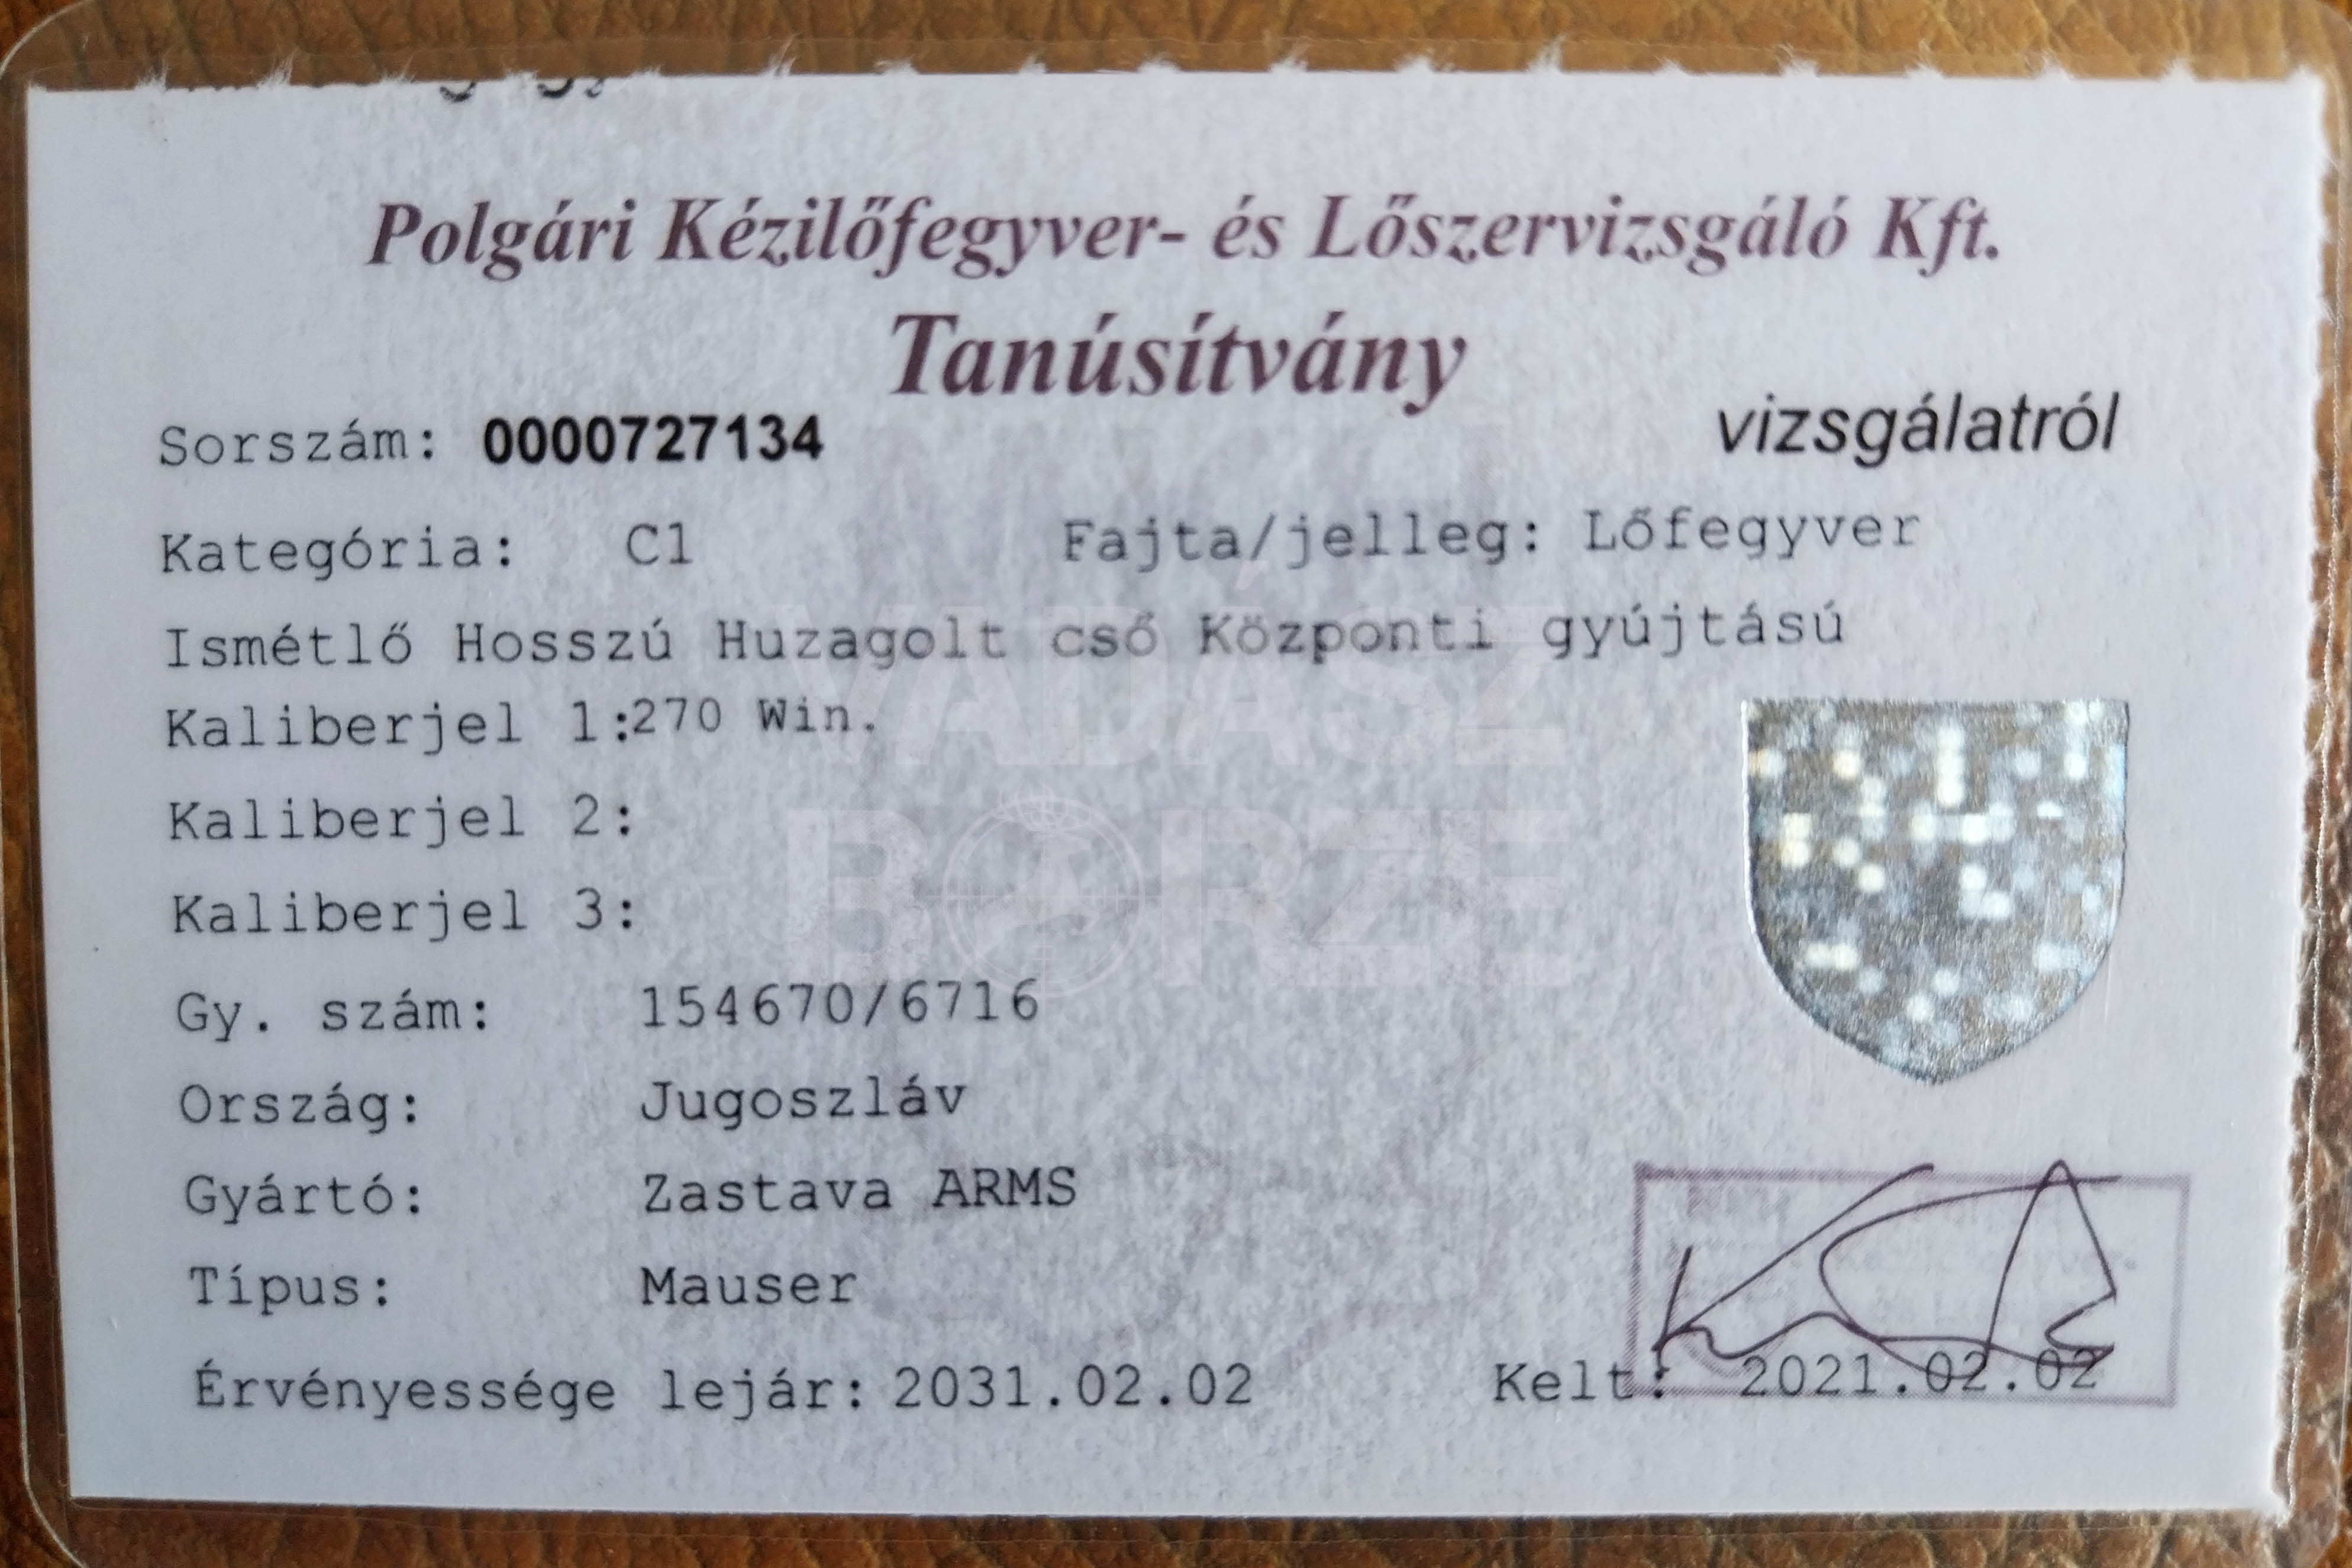 Polgári Kézilőfegyver- és Lőszervizsgáló Kft.
Tanúsítvány
vizsgálatról
Sorszám: 0000727134
Kategória: C1 Fajta/jelleg: Lőfegyver
Ismétlő Hosszú Huzagolt cső Központi gyújtású
Kaliberjel 1:270 Win.
Kaliberjel 2:
Kaliberjel 3:
Gy. szám: 154670/6716
Ország: Jugoszláv
Gyártó: Zastava ARMS
Típus: Mauser
Érvényessége lejár: 2031.02.02 Kelt: 2021.02.02
VADÁSZ
BÖRZE